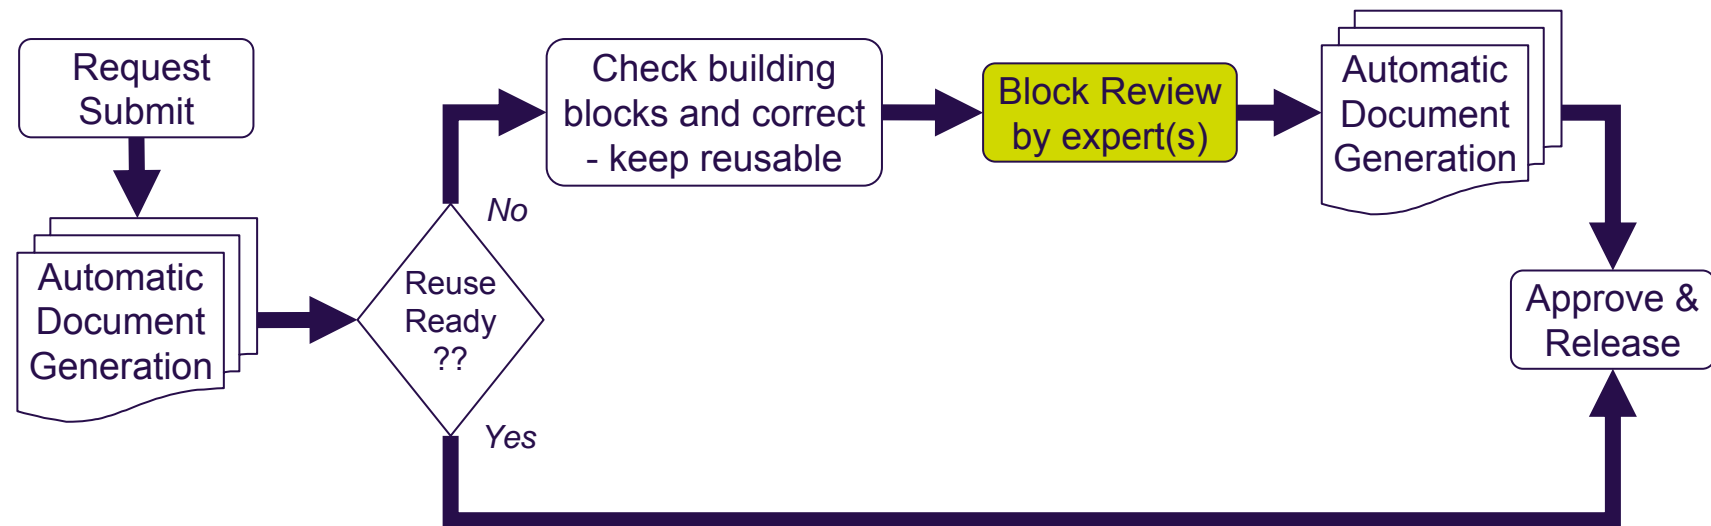 Request
Submit
Automatic
Document
Generation
Reuse
Ready
??
No
Yes
Check building
blocks and correct
- keep reusable
Block Review
by expert(s)
Automatic
Document
Generation
Approve &
Release